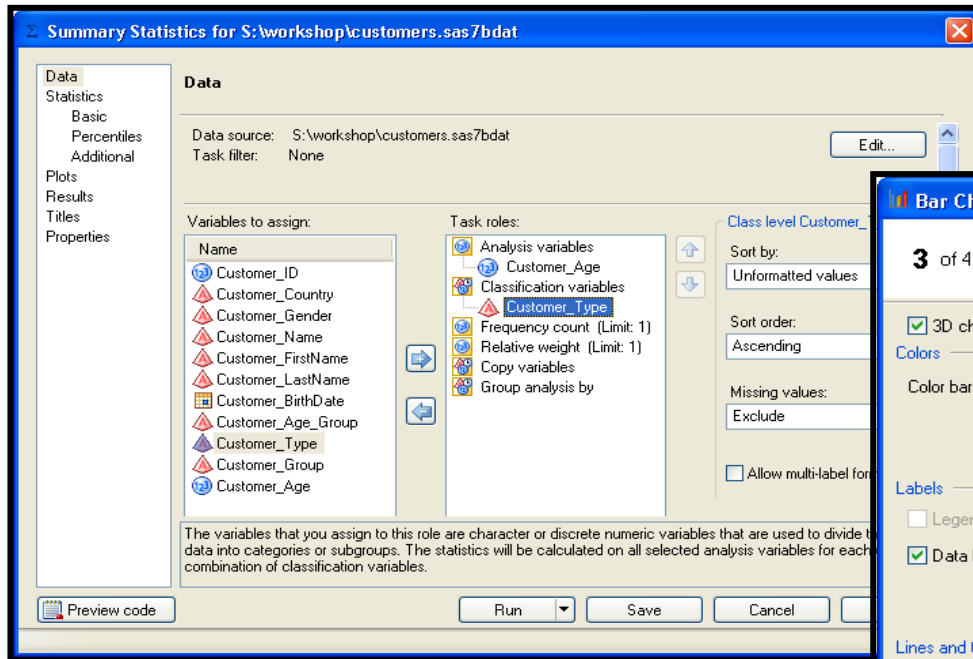 Summary Statistics for S:\workshop\customers.sas7bdat
Data
Statistics
Basic
Percentiles
Additional
Plots
Results
Titles
Properties
Data
Data source: S:\workshop\customers.sas7bdat
Task filter: None
Edit...
Variables to assign:
Name
Customer_ID
Customer_Country
Customer_Gender
Customer_Name
Customer_FirstName
Customer_LastName
Customer_BirthDate
Customer_Age_Group
Customer_Type
Customer_Group
Customer_Age
Task roles:
Analysis variables
Customer_Age
Classification variables
Customer_Type
Frequency count (Limit: 1)
Relative weight (Limit: 1)
Copy variables
Group analysis by
Class level Customer_
Sort by:
Unformatted values
Sort order:
Ascending
Missing values:
Exclude
Allow multi-label for
The variables that you assign to this role are character or discrete numeric variables that are used to divide
data into categories or subgroups. The statistics will be calculated on all selected analysis variables for each
combination of classification variables.
Preview code
Run
Save
Cancel
Bar Ch
3 of 4
3D ch
Colors
Color bar
Labels
Leger
Data
Lines and